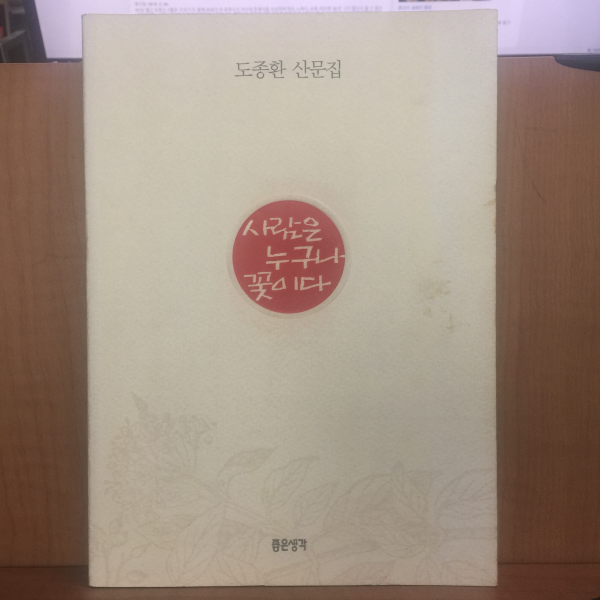 도종환 산문집
사람은
누구나
꽃이다
좋은생각